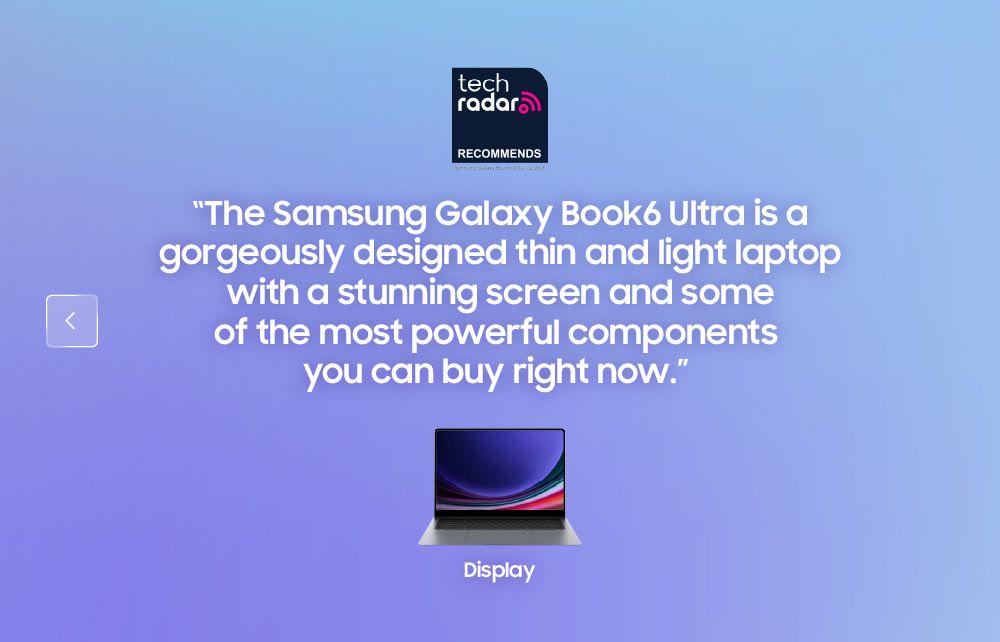 tech
radar
RECOMMENDS
“The Samsung Galaxy Book6 Ultra is a
gorgeously designed thin and light laptop
with a stunning screen and some
of the most powerful components
you can buy right now.”
Display